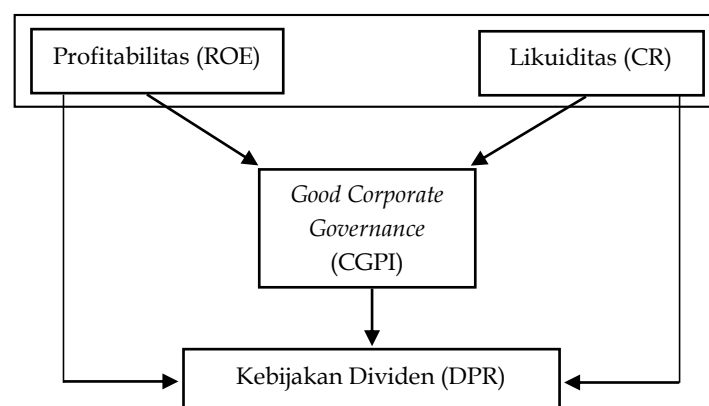 Profitabilitas (ROE)
Likuiditas (CR)
Good Corporate
Governance
(CGPI)
Kebijakan Dividen (DPR)